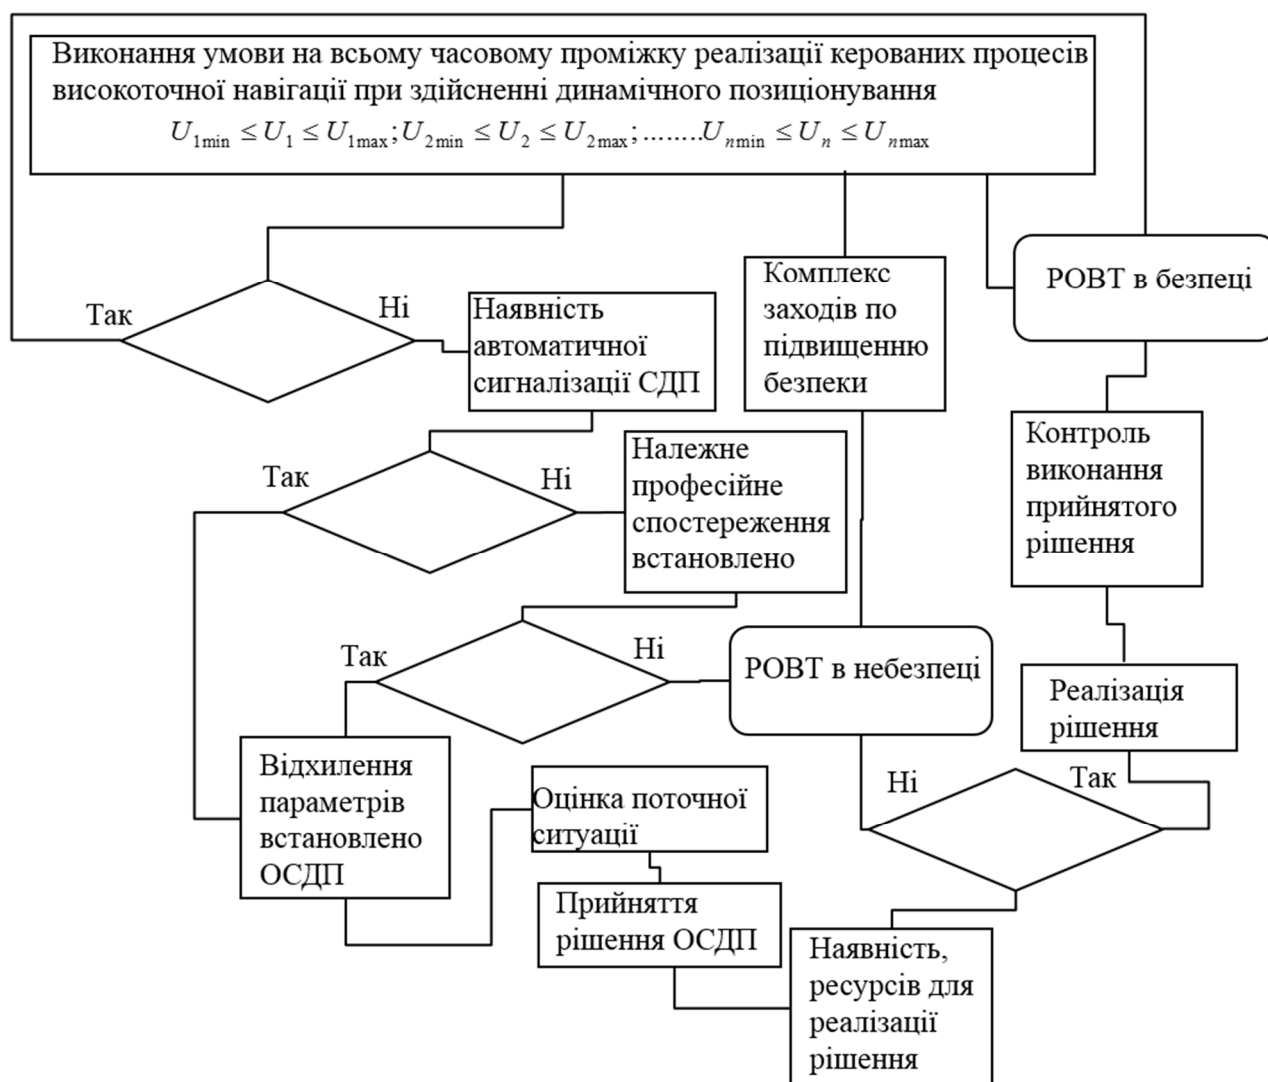 Виконання умови на всьому часовому проміжку реалізації керованих процесів
високоточної навігації при здійсненні динамічного позиціонування
U₁min ≤ U₁ ≤ U₁max; U₂min ≤ U₂ ≤ U₂max; ........Uₙmin ≤ Uₙ ≤ Uₙmax
Так
Ні
Наявність
автоматичної
сигналізації СДП
Комплекс
заходів по
підвищенню
безпеки
РОВТ в безпеці
Так
Ні
Належне
професійне
спостереження
встановлено
Контроль
виконання
прийнятого
рішення
Так
Ні
РОВТ в небезпеці
Реалізація
рішення
Відхилення
параметрів
встановлено
ОСДП
Оцінка поточної
ситуації
Ні
Так
Прийняття
рішення ОСДП
Наявність,
ресурсів для
реалізації
рішення